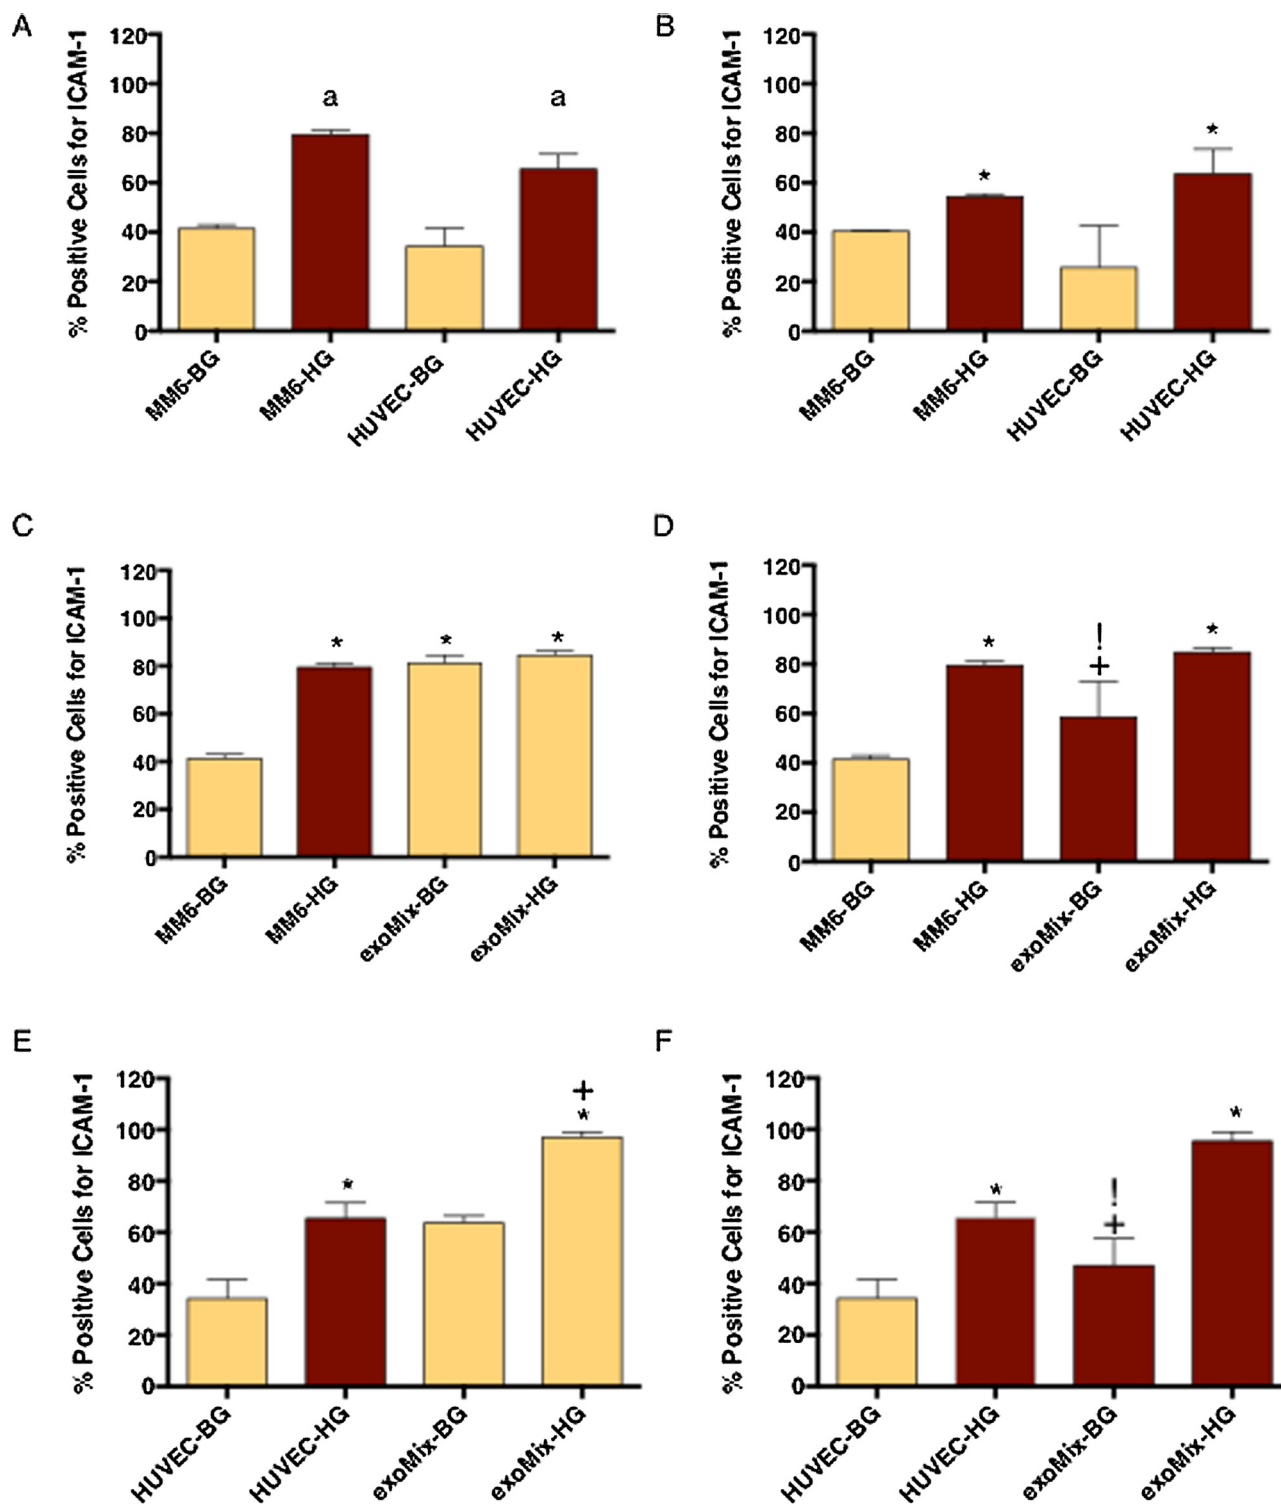 A
% Positive Cells for ICAM-1
120
100
80
60
40
20
0
a
a
MM6-BG
MM6-HG
HUVEC-BG
HUVEC-HG
B
% Positive Cells for ICAM-1
120
100
80
60
40
20
0
*
*
MM6-BG
MM6-HG
HUVEC-BG
HUVEC-HG
C
% Positive Cells for ICAM-1
120
100
80
60
40
20
0
*
*
*
MM6-BG
MM6-HG
exoMix-BG
exoMix-HG
D
% Positive Cells for ICAM-1
120
100
80
60
40
20
0
*
!
+
*
MM6-BG
MM6-HG
exoMix-BG
exoMix-HG
E
% Positive Cells for ICAM-1
120
100
80
60
40
20
0
*
+
*
HUVEC-BG
HUVEC-HG
exoMix-BG
exoMix-HG
F
% Positive Cells for ICAM-1
120
100
80
60
40
20
0
*
!
+
*
HUVEC-BG
HUVEC-HG
exoMix-BG
exoMix-HG